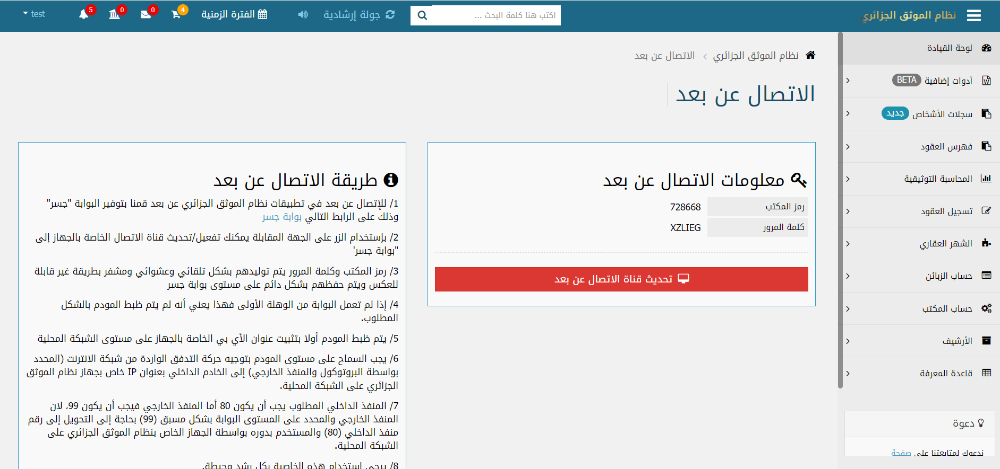 نظام الموثق الجزائري
اكتب هنا كلمة البحث ...
جولة إرشادية
الفترة الزمنية
4
0
0
5
test
لوحة القيادة
أدوات إضافية BETA
سجلات الأشخاص جديد
فهرس العقود
المحاسبة التوثيقية
تسجيل العقود
الشهر العقاري
حساب الزبائن
حساب المكتب
الأرشيف
قاعدة المعرفة
دعوة
ندعوك لمتابعتنا على صفحة
نظام الموثق الجزائري
الاتصال عن بعد
الاتصال عن بعد
معلومات الاتصال عن بعد
رمز المكتب 728668
كلمة المرور XZLIEG
تحديث قناة الاتصال عن بعد
طريقة الاتصال عن بعد
1/ للإتصال عن بعد في تطبيقات نظام الموثق الجزائري عن بعد قمنا بتوفير البوابة "جسر"
وذلك على الرابط التالي بوابة جسر
2/ بإستخدام الزر على الجهة المقابلة يمكنك تفعيل/تحديث قناة الاتصال الخاصة بالجهاز إلى
"بوابة جسر'
3/ رمز المكتب وكلمة المرور يتم توليدهم بشكل تلقائي وعشوائي ومشفر بطريقة غير قابلة
للعكس ويتم حفظهم بشكل دائم على مستوى بوابة جسر
4/ إذا لم تعمل البوابة من الوهلة الأولى فهذا يعني أنه لم يتم ظبط المودم بالشكل
المطلوب.
5/ يتم ظبط المودم أولا بتثبيت عنوان الأي بي الخاصة بالجهاز على مستوى الشبكة المحلية
6/ يجب السماح على مستوى المودم بتوجيه حركة التدفق الواردة من شبكة الانترنت (المحدد
بواسطة البروتوكول والمنفذ الخارجي) إلى الخادم الداخلي بعنوان IP خاص بجهاز نظام الموثق
الجزائري على الشبكة المحلية.
7/ المنفذ الداخلي المطلوب يجب أن يكون 80 أما المنفذ الخارجي فيجب أن يكون 99، لان
المنفذ الخارجي والمحدد على المستوى البوابة بشكل مسبق (99) بحاجة إلى التحويل إلى رقم
منفذ الداخلي (80) والمستخدم بدوره بواسطة الجهاز الخاص بنظام الموثق الجزائري على
الشبكة المحلية.
8/ يرجى استخدام هذه الخاصية بكل رشد وحيطة.